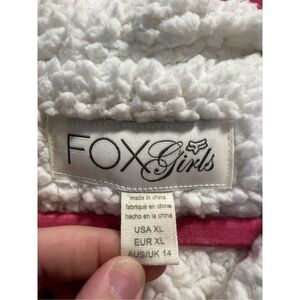 FOX Girls
made in china
fabriqué en chine
hecho en china
USA XL
EUR XL
AUS/UK 14